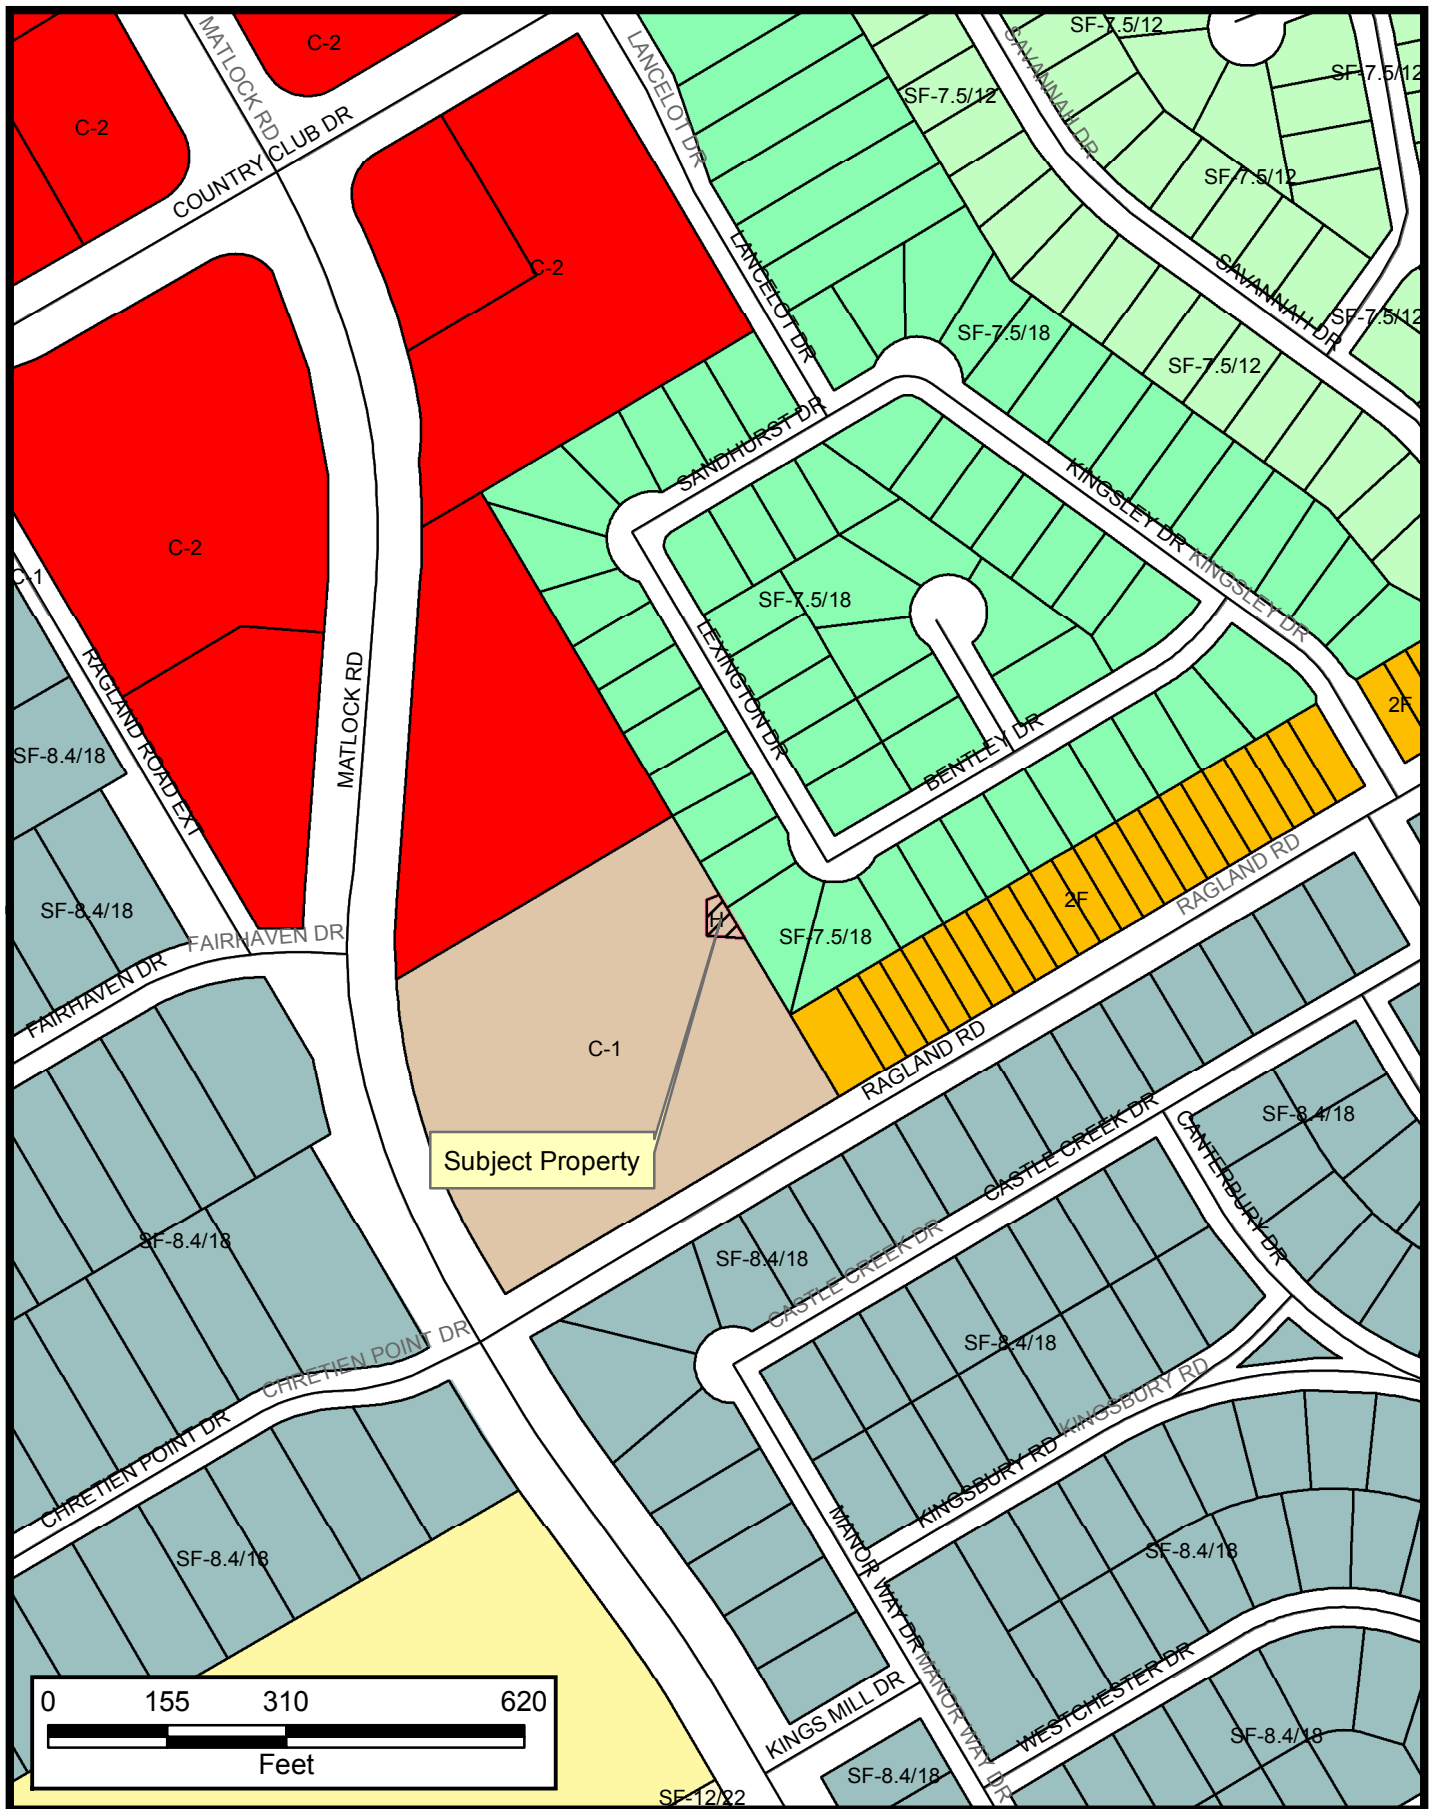 MATLOCK RD
C-2
LANCELOT DR
SAVANNAH DR
SF-7.5/12
SF-7.5/12
SF-7.5/12
C-2
COUNTRY CLUB DR
SF-7.5/12
C-2
LANCELOT DR
SAVANNAH DR
SF-7.5/12
SF-7.5/18
SF-7.5/12
SANDHURST DR
KINGSLEY DR
KINGSLEY DR
C-2
C-1
SF-7.5/18
LEXINGTON DR
RAGLAND ROAD EXT
MATLOCK RD
2F
SF-8.4/18
BENTLEY DR
RAGLAND RD
SF-8.4/18
H
2F
SF-7.5/18
FAIRHAVEN DR
FAIRHAVEN DR
C-1
RAGLAND RD
CASTLE CREEK DR
CANTERBURY DR
SF-8.4/18
Subject Property
SF-8.4/18
SF-8.4/18
CASTLE CREEK DR
CHRETIEN POINT DR
SF-8.4/18
KINGSBURY RD
CHRETIEN POINT DR
KINGSBURY RD
SF-8.4/18
MANOR WAY DR
SF-8.4/18
MANOR WAY DR
WESTCHESTER DR
KINGS MILL DR
SF-8.4/18
SF-8.4/18
SF-12/22
0 155 310 620
Feet